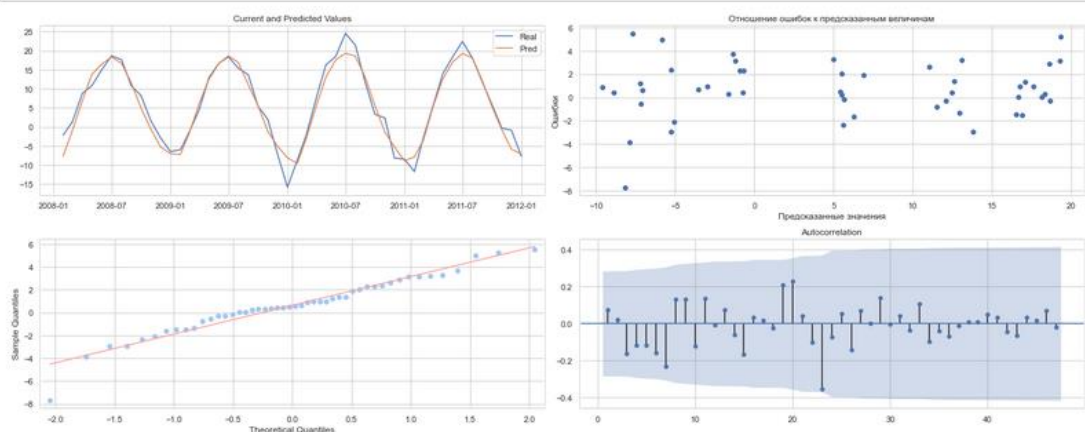 Current and Predicted Values
25
20
15
10
5
0
−5
−10
−15
Real
Pred
2008-01 2008-07 2009-01 2009-07 2010-01 2010-07 2011-01 2011-07 2012-01
Отношение ошибок к предсказанным величинам
Ошибки
6
4
2
0
−2
−4
−6
−8
−10 −5 0 5 10 15 20
Предсказанные значения
Sample Quantiles
6
4
2
0
−2
−4
−6
−8
−2.0 −1.5 −1.0 −0.5 0.0 0.5 1.0 1.5 2.0
Theoretical Quantiles
Autocorrelation
0.4
0.2
0.0
−0.2
−0.4
0 10 20 30 40